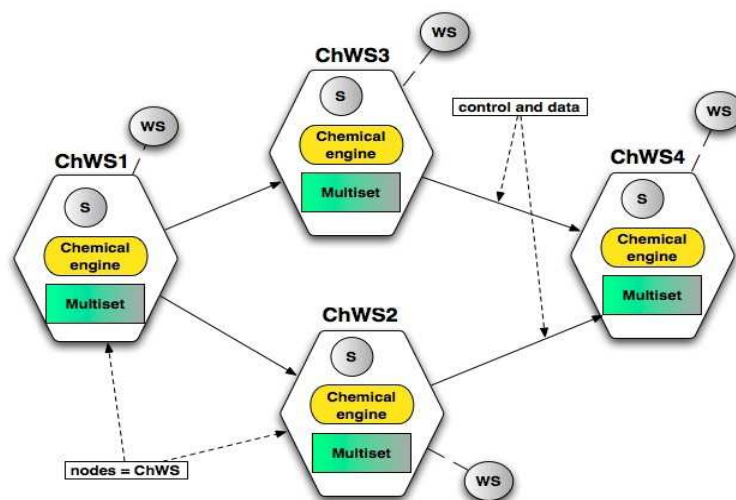 ChWS3
WS
S
Chemical
engine
Multiset
control and data
WS
ChWS4
S
Chemical
engine
Multiset
WS
ChWS1
S
Chemical
engine
Multiset
ChWS2
S
Chemical
engine
Multiset
WS
nodes = ChWS